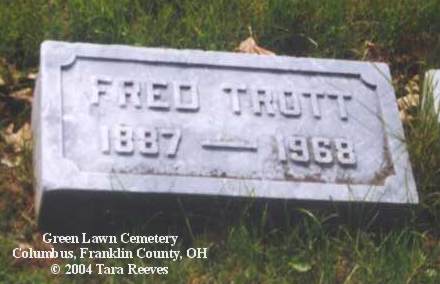 FRED TROTT
1887 — 1968
Green Lawn Cemetery
Columbus, Franklin County, OH
© 2004 Tara Reeves